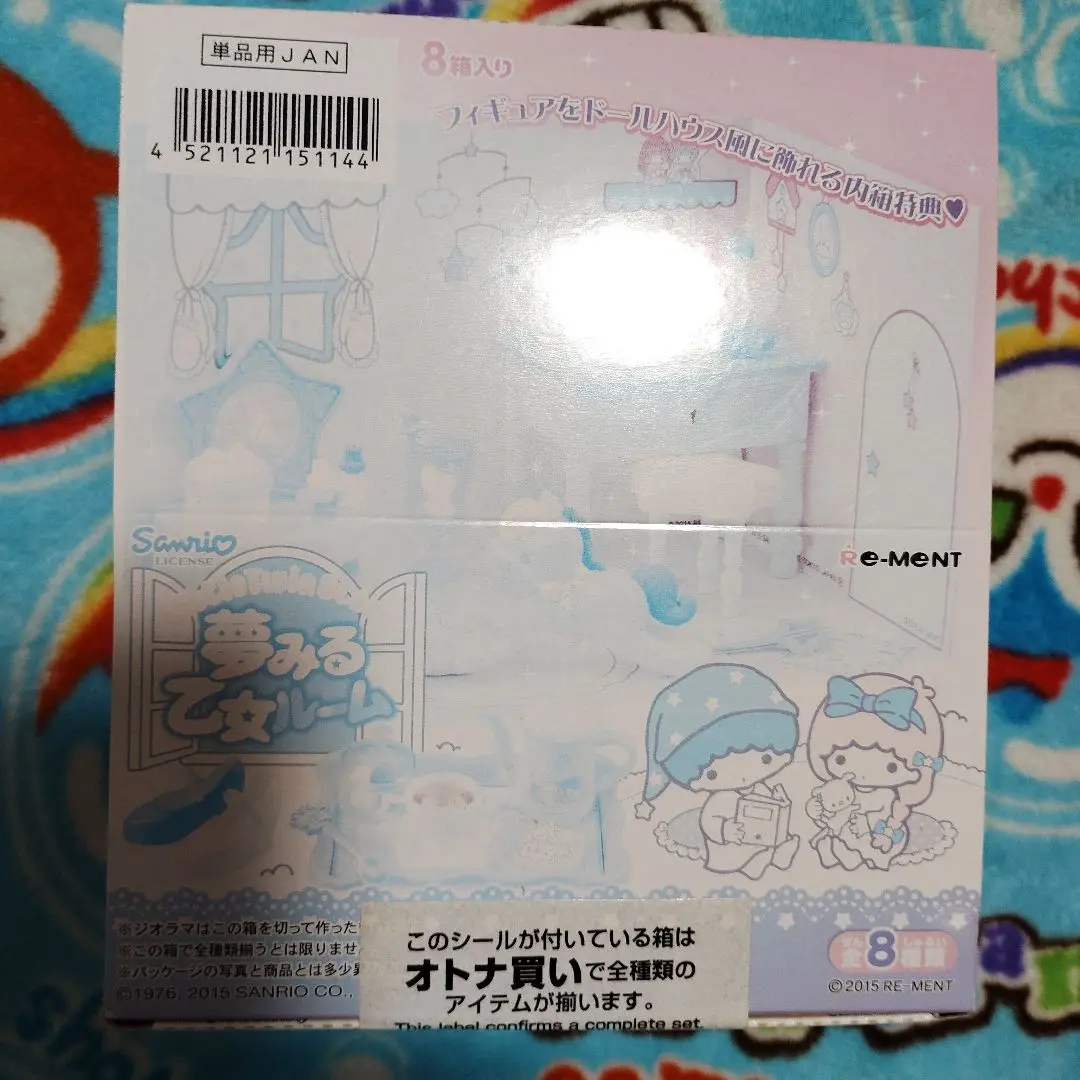 単品用JAN
4 521121 151144
8箱入り
フィギュアをドールハウス風に飾れる内箱特典♥
Sanrio
LICENSE
Re-MeNT
夢みる
乙女ルーム
※ジオラマはこの箱を切って作った
※この箱で全種類揃うとは限りませ
※パッケージの写真と商品とは多少異
©1976, 2015 SANRIO CO.,
このシールが付いている箱は
オトナ買いで全種類の
アイテムが揃います。
This label confirms a complete set.
ぜん しゅるい
全8種類
©2015 RE-MENT